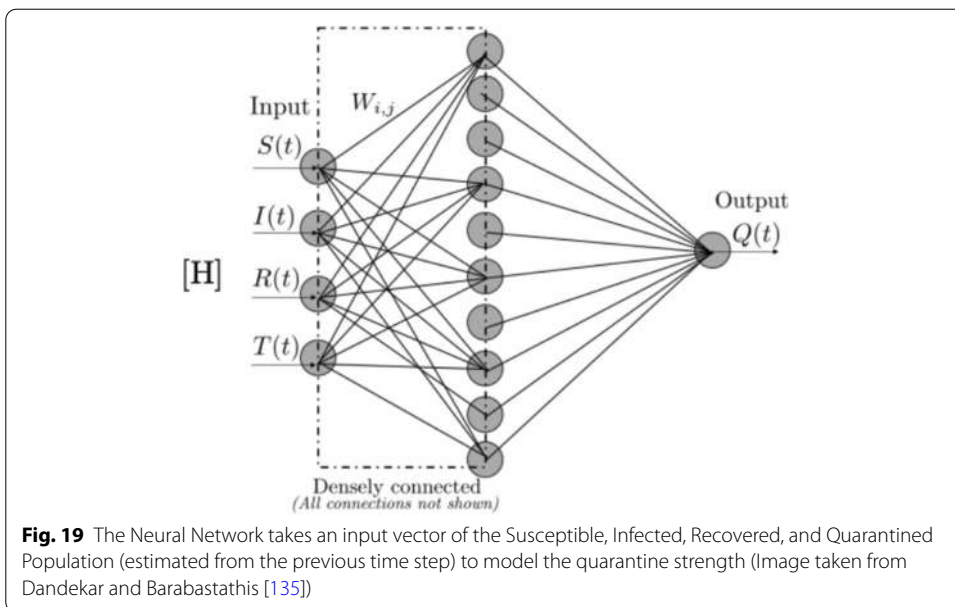 Input
W_{i,j}
S(t)
I(t)
[H]
R(t)
T(t)
Output
Q(t)
Densely connected
(All connections not shown)
Fig. 19 The Neural Network takes an input vector of the Susceptible, Infected, Recovered, and Quarantined
Population (estimated from the previous time step) to model the quarantine strength (Image taken from
Dandekar and Barabastathis [135])